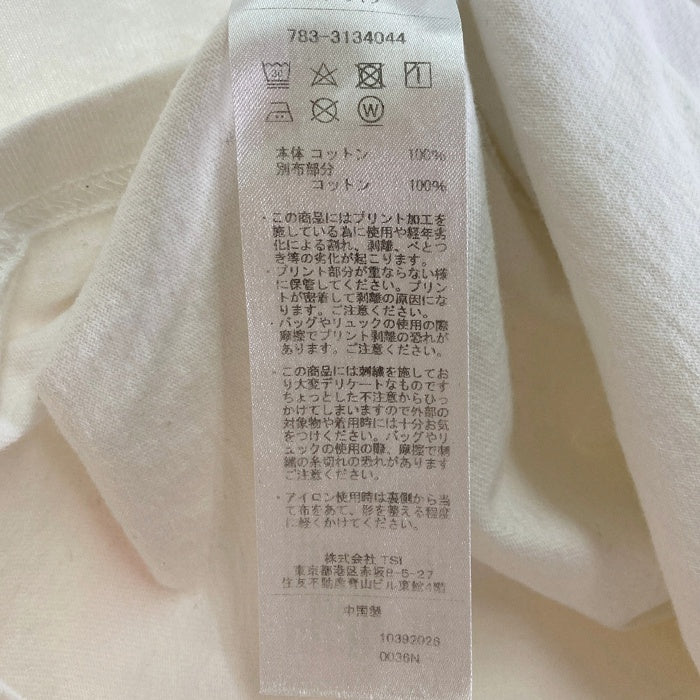 783-3134044
30
W
本体 コットン 100%
別布部分
コットン 100%
・この商品にはプリント加工を
施している為に使用や経年劣
化による割れ、剥離、べとつ
き等の劣化が起こります。
・プリント部分が重ならない様
に保管してください。プリン
トが密着して剥離の原因にな
ります。ご注意ください。
・バッグやリュックの使用の際
摩擦でプリント剥離の恐れが
あります。ご注意ください。
・この商品には刺繍を施してお
り大変デリケートなものです
ちょっとした不注意からひっ
かけてしまいますので外部の
対象物や着用時には十分お気
をつけください。バッグやリ
ュックの使用の際、摩擦で刺
繍の糸切れの恐れがあります
ご注意ください。
・アイロン使用時は裏側から当
て布をあて、形を整える程度
に軽くかけてください。
株式会社 TSI
東京都港区赤坂8-5-27
住友不動産青山ビル東館4階
中国製
10392026
0036N